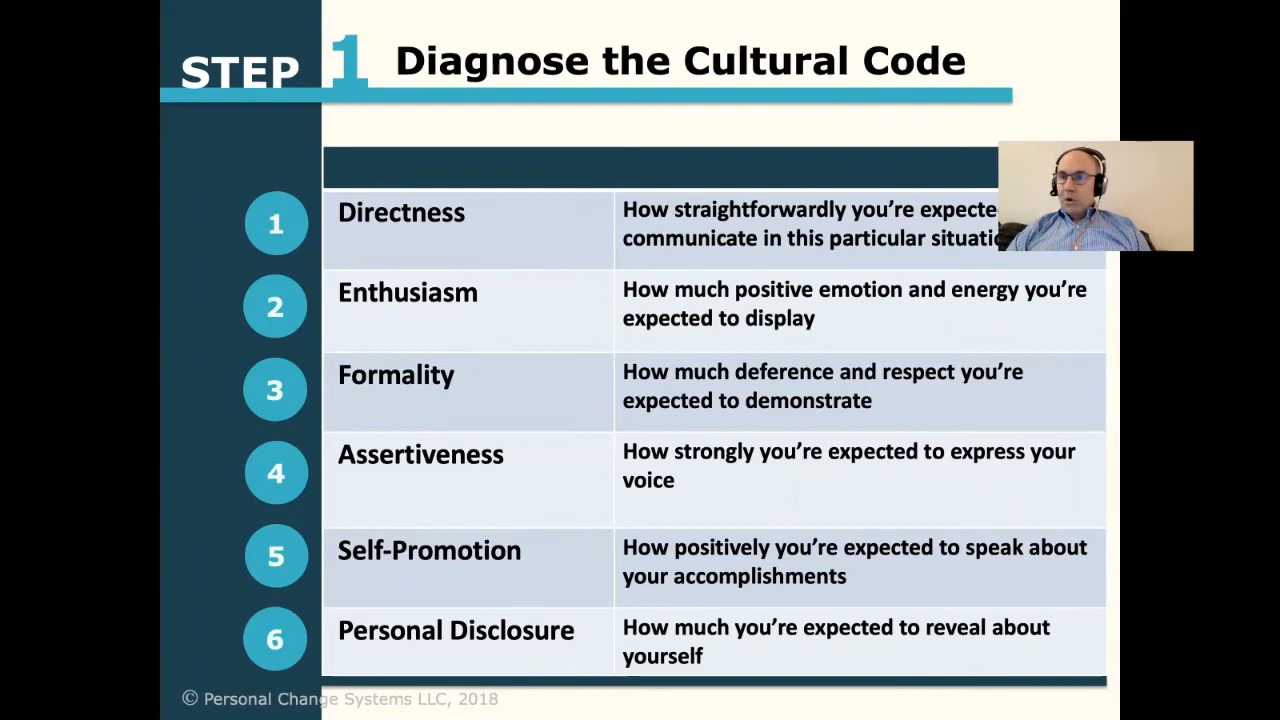 STEP 1 Diagnose the Cultural Code
1 Directness
How straightforwardly you’re
communicate in this particular
2 Enthusiasm
How much positive emotion and energy you’re
expected to display
3 Formality
How much deference and respect you’re
expected to demonstrate
4 Assertiveness
How strongly you’re expected to express your
voice
5 Self-Promotion
How positively you’re expected to speak about
your accomplishments
6 Personal Disclosure
How much you’re expected to reveal about
yourself
© Personal Change Systems LLC, 2018